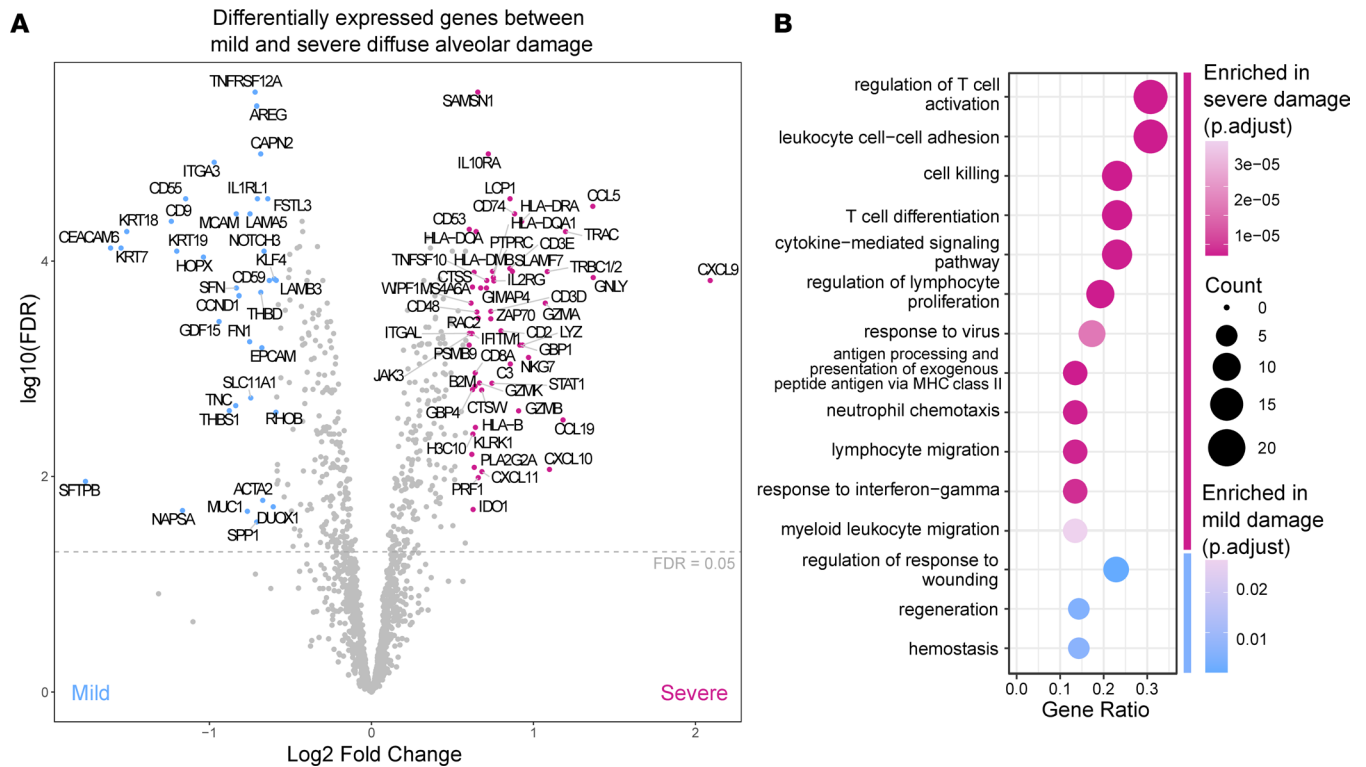 A
Differentially expressed genes between
mild and severe diffuse alveolar damage
TNFRSF12A
AREG
CAPN2
ITGA3
CD55
IL1RL1
FSTL3
CD9
MCAM
LAMA5
KRT18
CEACAM6
KRT7
KRT19
NOTCH3
HOPX
KLF4
CD59
SFN
LAMB3
CCND1
THBD
GDF15
FN1
EPCAM
SLC11A1
TNC
THBS1
RHOB
SFTPB
ACTA2
NAPSA
MUC1
DUOX1
SPP1
SAMSN1
IL10RA
LCP1
CCL5
CD74
HLA−DRA
CD53
HLA−DQA1
TRAC
HLA−DOA
PTPRC
CD3E
TNFSF10
HLA−DMB
SLAMF7
TRBC1/2
CXCL9
CTSS
IL2RG
GNLY
WIPF1
MS4A6A
GIMAP4
CD3D
CD48
ZAP70
GZMA
RAC2
ITGAL
IFITM1
CD2
LYZ
PSMB9
CD8A
GBP1
NKG7
JAK3
B2M
C3
STAT1
GZMK
GBP4
CTSW
GZMB
HLA−B
CCL19
H3C10
KLRK1
PLA2G2A
CXCL10
CXCL11
PRF1
IDO1
FDR = 0.05
Mild
Severe
4
2
0
−log10(FDR)
−1
0
1
2
Log2 Fold Change
B
regulation of T cell
activation
leukocyte cell−cell adhesion
cell killing
T cell differentiation
cytokine−mediated signaling
pathway
regulation of lymphocyte
proliferation
response to virus
antigen processing and
presentation of exogenous
peptide antigen via MHC class II
neutrophil chemotaxis
lymphocyte migration
response to interferon−gamma
myeloid leukocyte migration
regulation of response to
wounding
regeneration
hemostasis
0.0
0.1
0.2
0.3
Gene Ratio
Enriched in
severe damage
(p.adjust)
3e−05
2e−05
1e−05
Count
0
5
10
15
20
Enriched in
mild damage
(p.adjust)
0.02
0.01